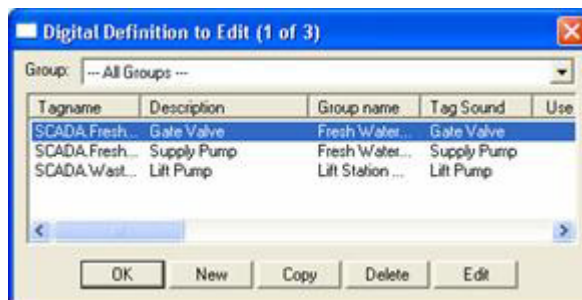 Digital Definition to Edit (1 of 3)
Group: --- All Groups ---
Tagname Description Group name Tag Sound Use
SCADA.Fresh... Gate Valve Fresh Water... Gate Valve
SCADA.Fresh... Supply Pump Fresh Water... Supply Pump
SCADA.Wast... Lift Pump Lift Station ... Lift Pump
OK New Copy Delete Edit